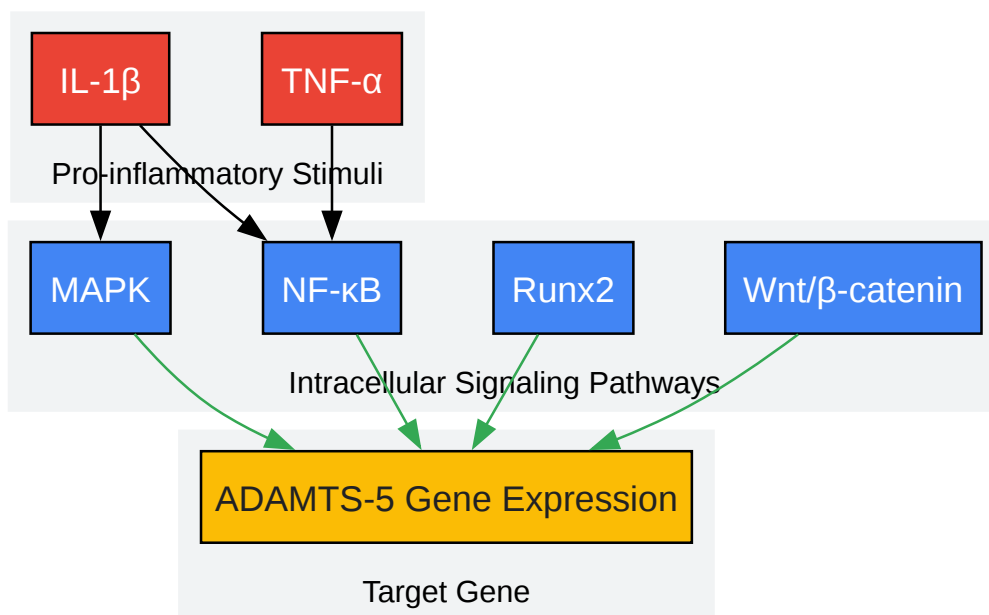 IL-1β
TNF-α
Pro-inflammatory Stimuli
MAPK
NF-κB
Runx2
Wnt/β-catenin
Intracellular Signaling Pathways
ADAMTS-5 Gene Expression
Target Gene